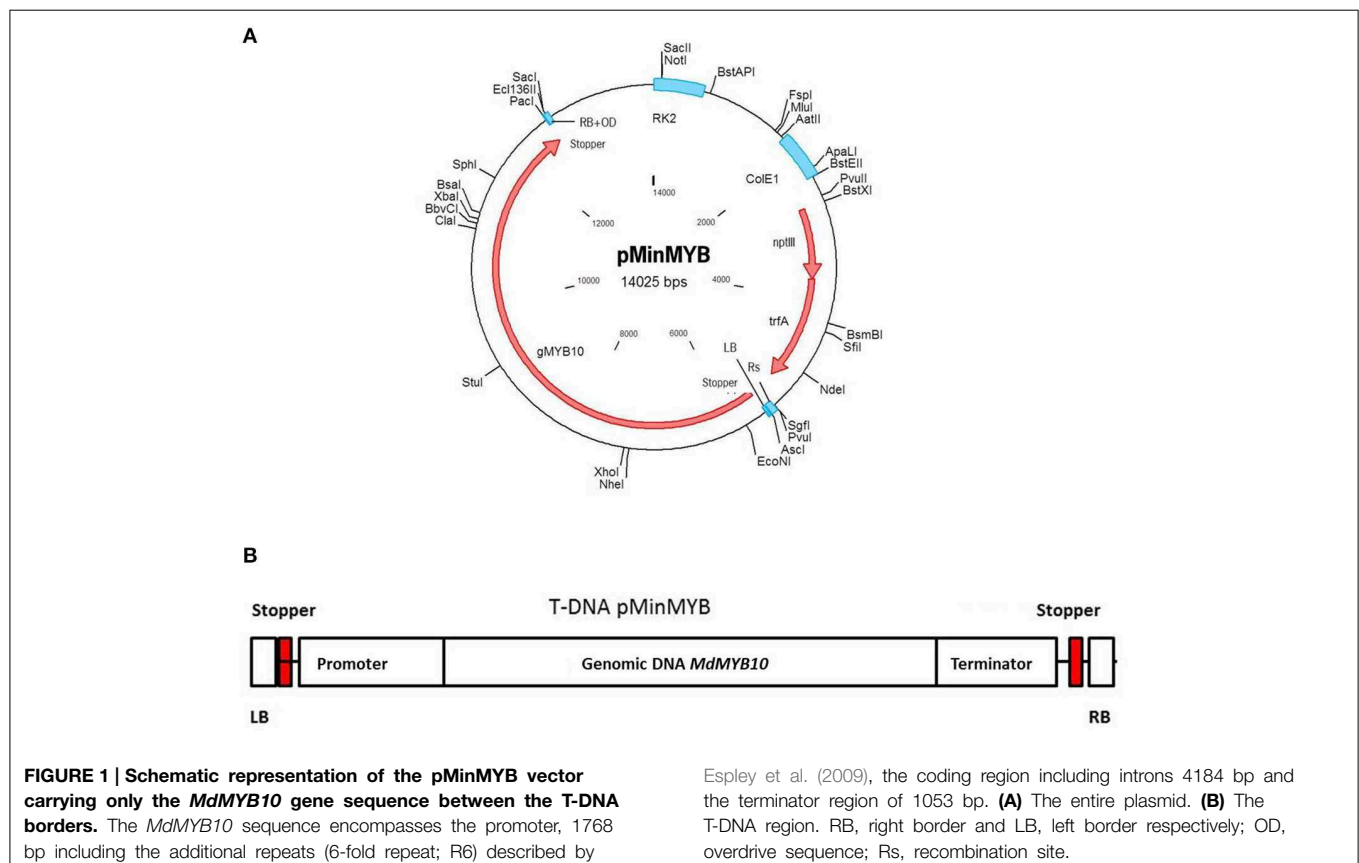 A
SacII
NotI
BstAPI
FspI
MluI
AatII
ApaLI
BstEII
PvuII
BstXI
SacI
Ecl136II
PacI
RB+OD
Stopper
RK2
ColE1
SphI
BsaI
XbaI
BbvCI
ClaI
14000
12000
2000
nptIII
pMinMYB
14025 bps
10000
4000
trfA
BsmBI
SfiI
8000
6000
gMYB10
LB
Rs
Stopper
NdeI
StuI
SgfI
PvuI
AscI
EcoNI
XhoI
NheI
B
Stopper
T-DNA pMinMYB
Stopper
Promoter
Genomic DNA MdMYB10
Terminator
LB
RB
FIGURE 1 | Schematic representation of the pMinMYB vector
carrying only the MdMYB10 gene sequence between the T-DNA
borders. The MdMYB10 sequence encompasses the promoter, 1768
bp including the additional repeats (6-fold repeat; R6) described by
Espley et al. (2009), the coding region including introns 4184 bp and
the terminator region of 1053 bp. (A) The entire plasmid. (B) The
T-DNA region. RB, right border and LB, left border respectively; OD,
overdrive sequence; Rs, recombination site.